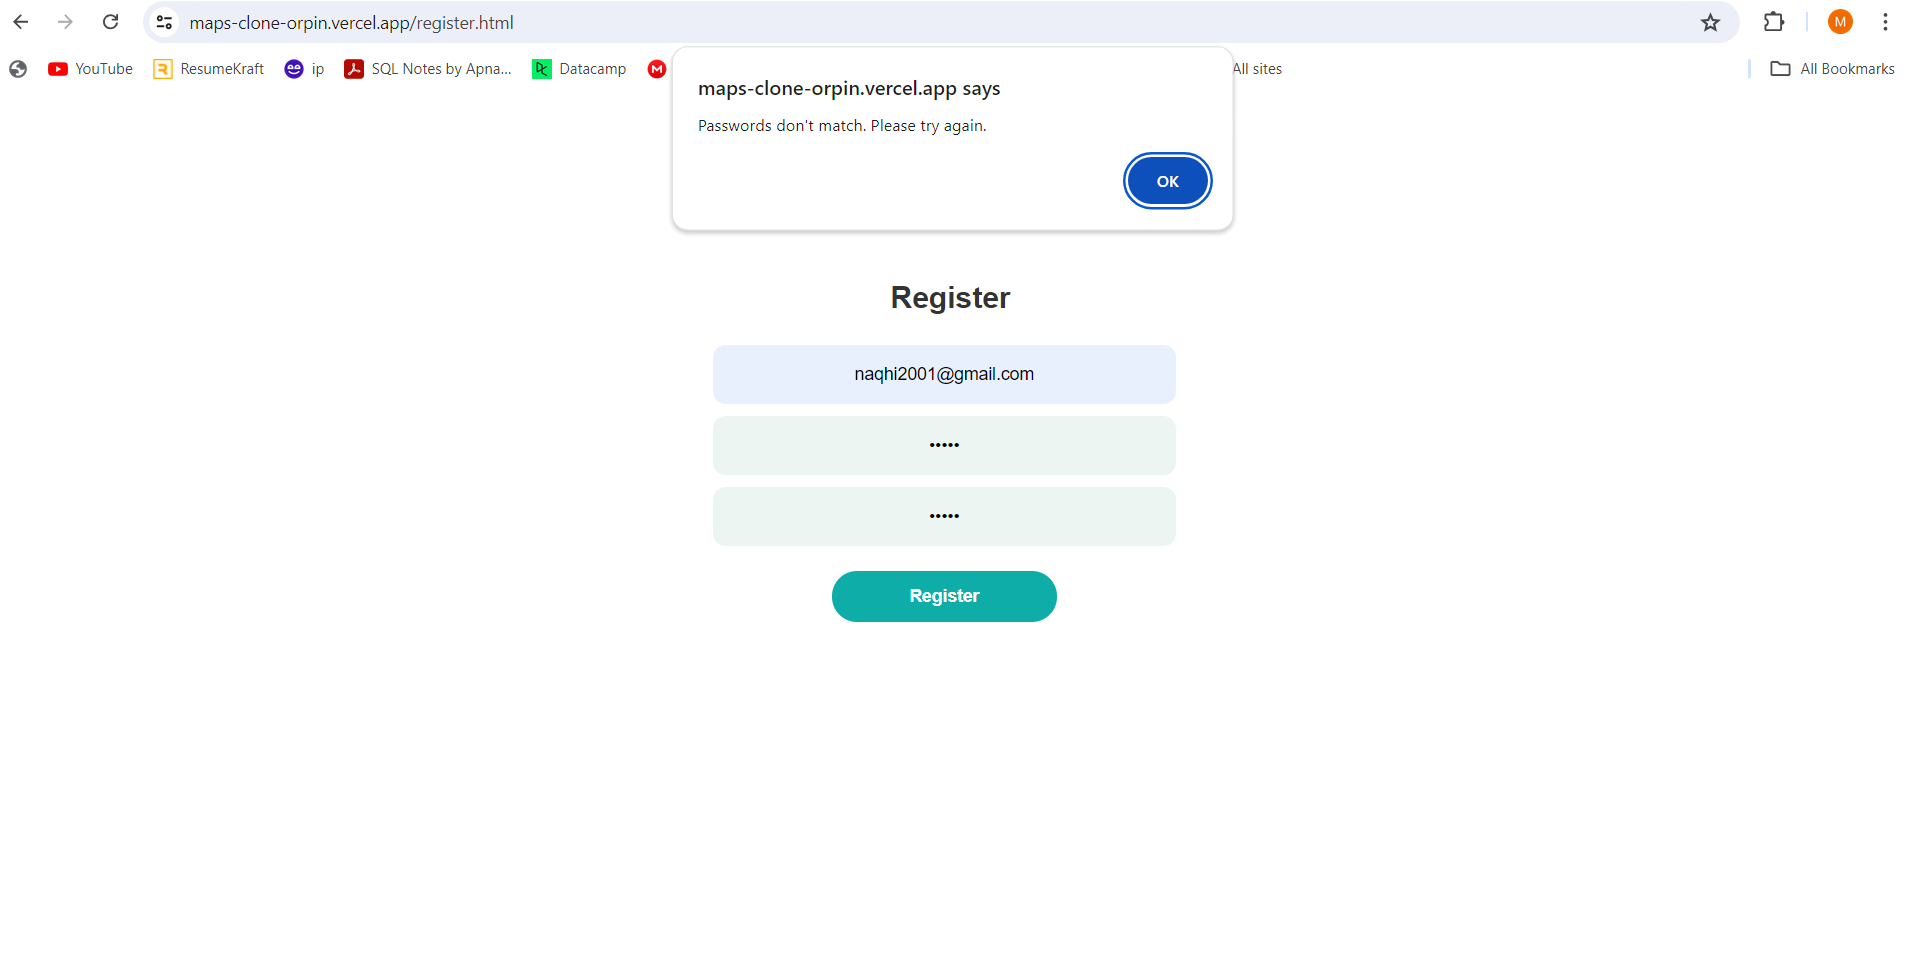 maps-clone-orpin.vercel.app/register.html
M
YouTube
ResumeKraft
ip
SQL Notes by Apna...
Datacamp
M
All sites
All Bookmarks
maps-clone-orpin.vercel.app says
Passwords don't match. Please try again.
OK
Register
naqhi2001@gmail.com
•••••
•••••
Register